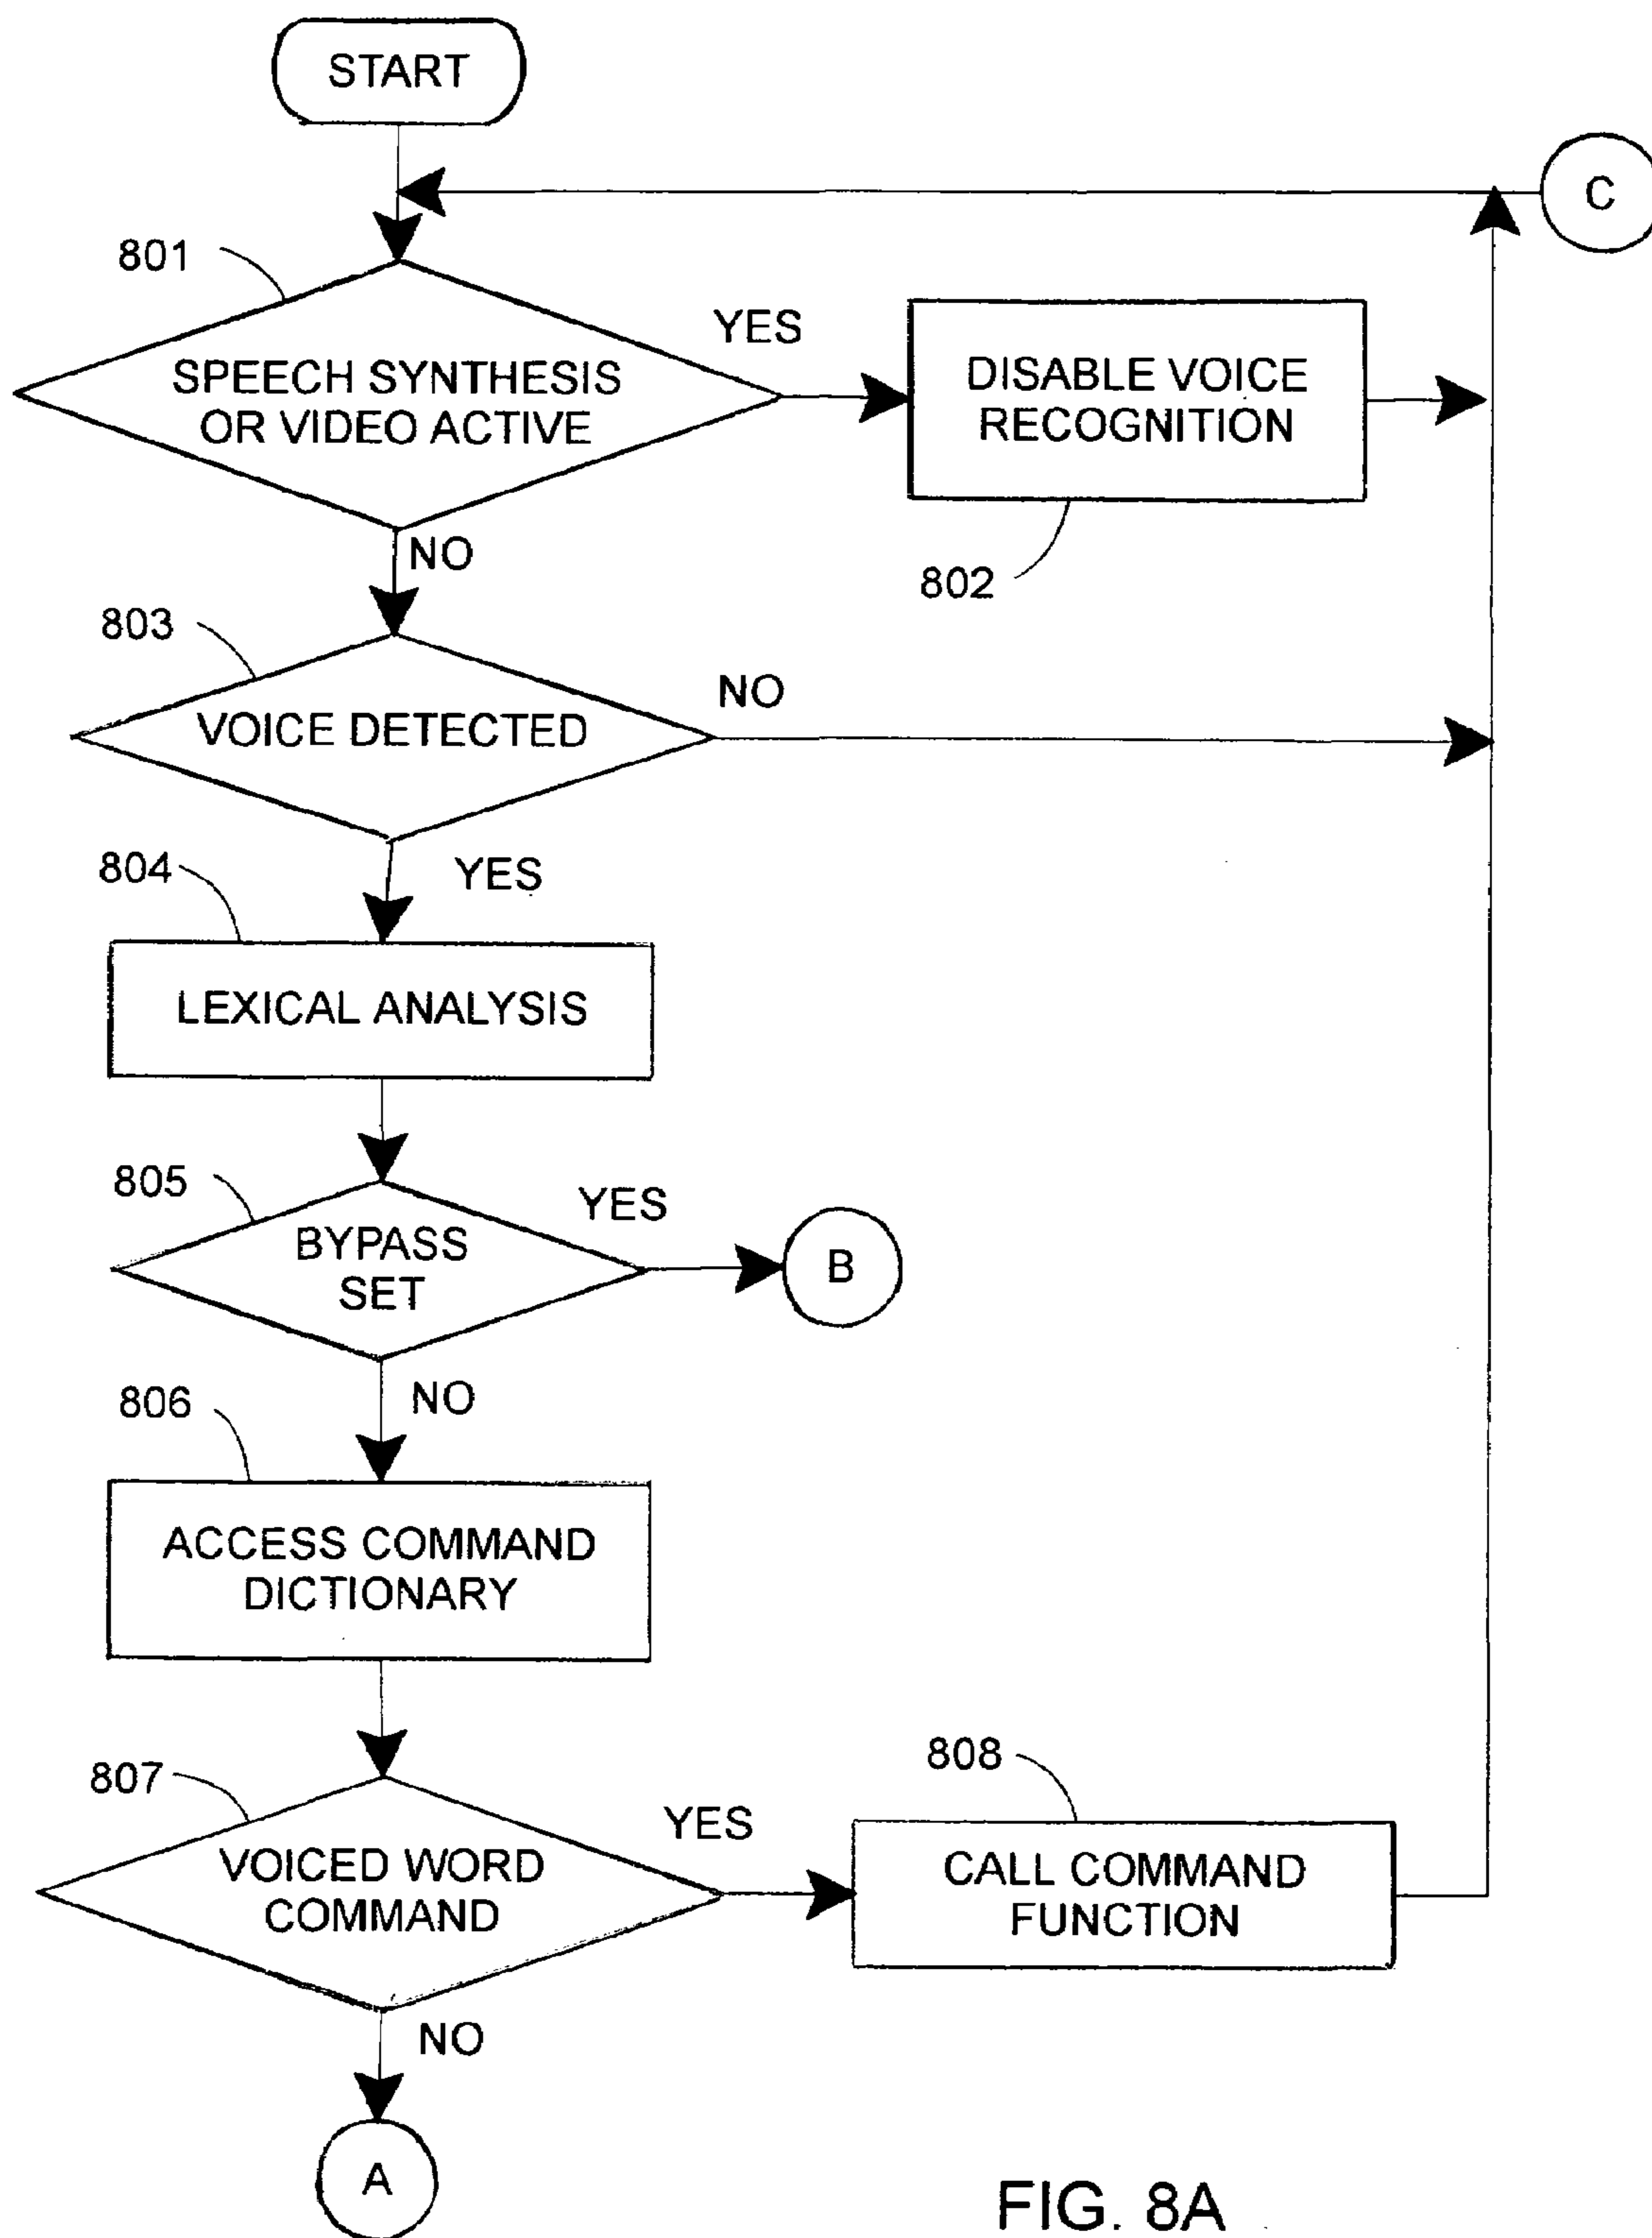 START
C
801
YES
SPEECH SYNTHESIS
OR VIDEO ACTIVE
DISABLE VOICE
RECOGNITION
NO
802
803
NO
VOICE DETECTED
804
YES
LEXICAL ANALYSIS
805
YES
BYPASS
SET
B
NO
806
ACCESS COMMAND
DICTIONARY
807
808
YES
VOICED WORD
COMMAND
CALL COMMAND
FUNCTION
NO
A
FIG. 8A